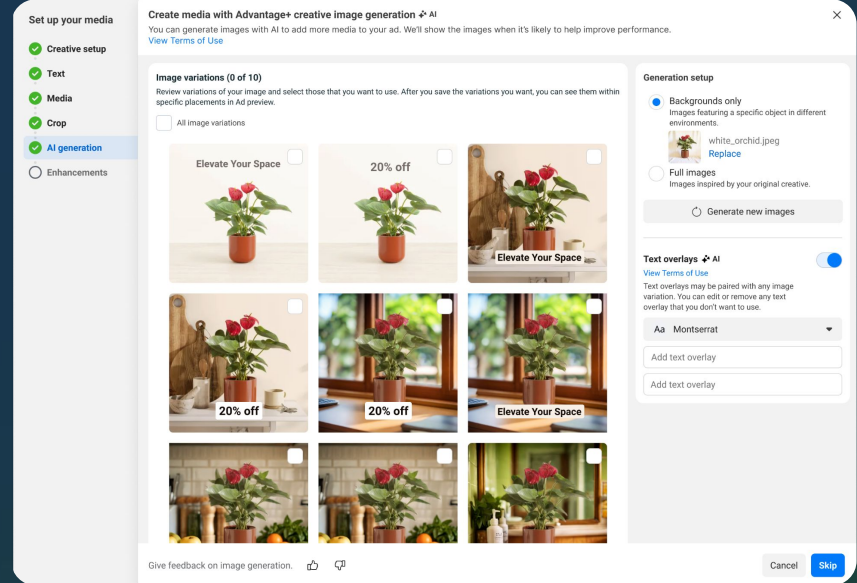 Set up your media
Creative setup
Text
Media
Crop
AI generation
Enhancements
Create media with Advantage+ creative image generation AI
You can generate images with AI to add more media to your ad. We'll show the images when it's likely to help improve performance.
View Terms of Use
Image variations (0 of 10)
Review variations of your image and select those that you want to use. After you save the variations you want, you can see them within
specific placements in Ad preview.
All image variations
Elevate Your Space
20% off
Elevate Your Space
20% off
20% off
Elevate Your Space
Generation setup
Backgrounds only
Images featuring a specific object in different
environments.
white_orchid.jpeg
Replace
Full images
Images inspired by your original creative.
Generate new images
Text overlays AI
View Terms of Use
Text overlays may be paired with any image
variation. You can edit or remove any text
overlay that you don't want to use.
Aa Montserrat
Add text overlay
Add text overlay
Give feedback on image generation.
Cancel
Skip